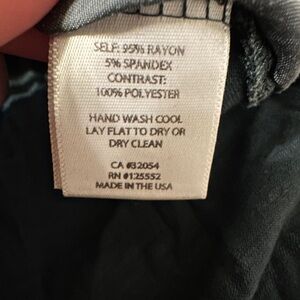 SELF: 95% RAYON
5% SPANDEX
CONTRAST:
100% POLYESTER
HAND WASH COOL
LAY FLAT TO DRY OR
DRY CLEAN
CA #32054
RN #125552
MADE IN THE USA